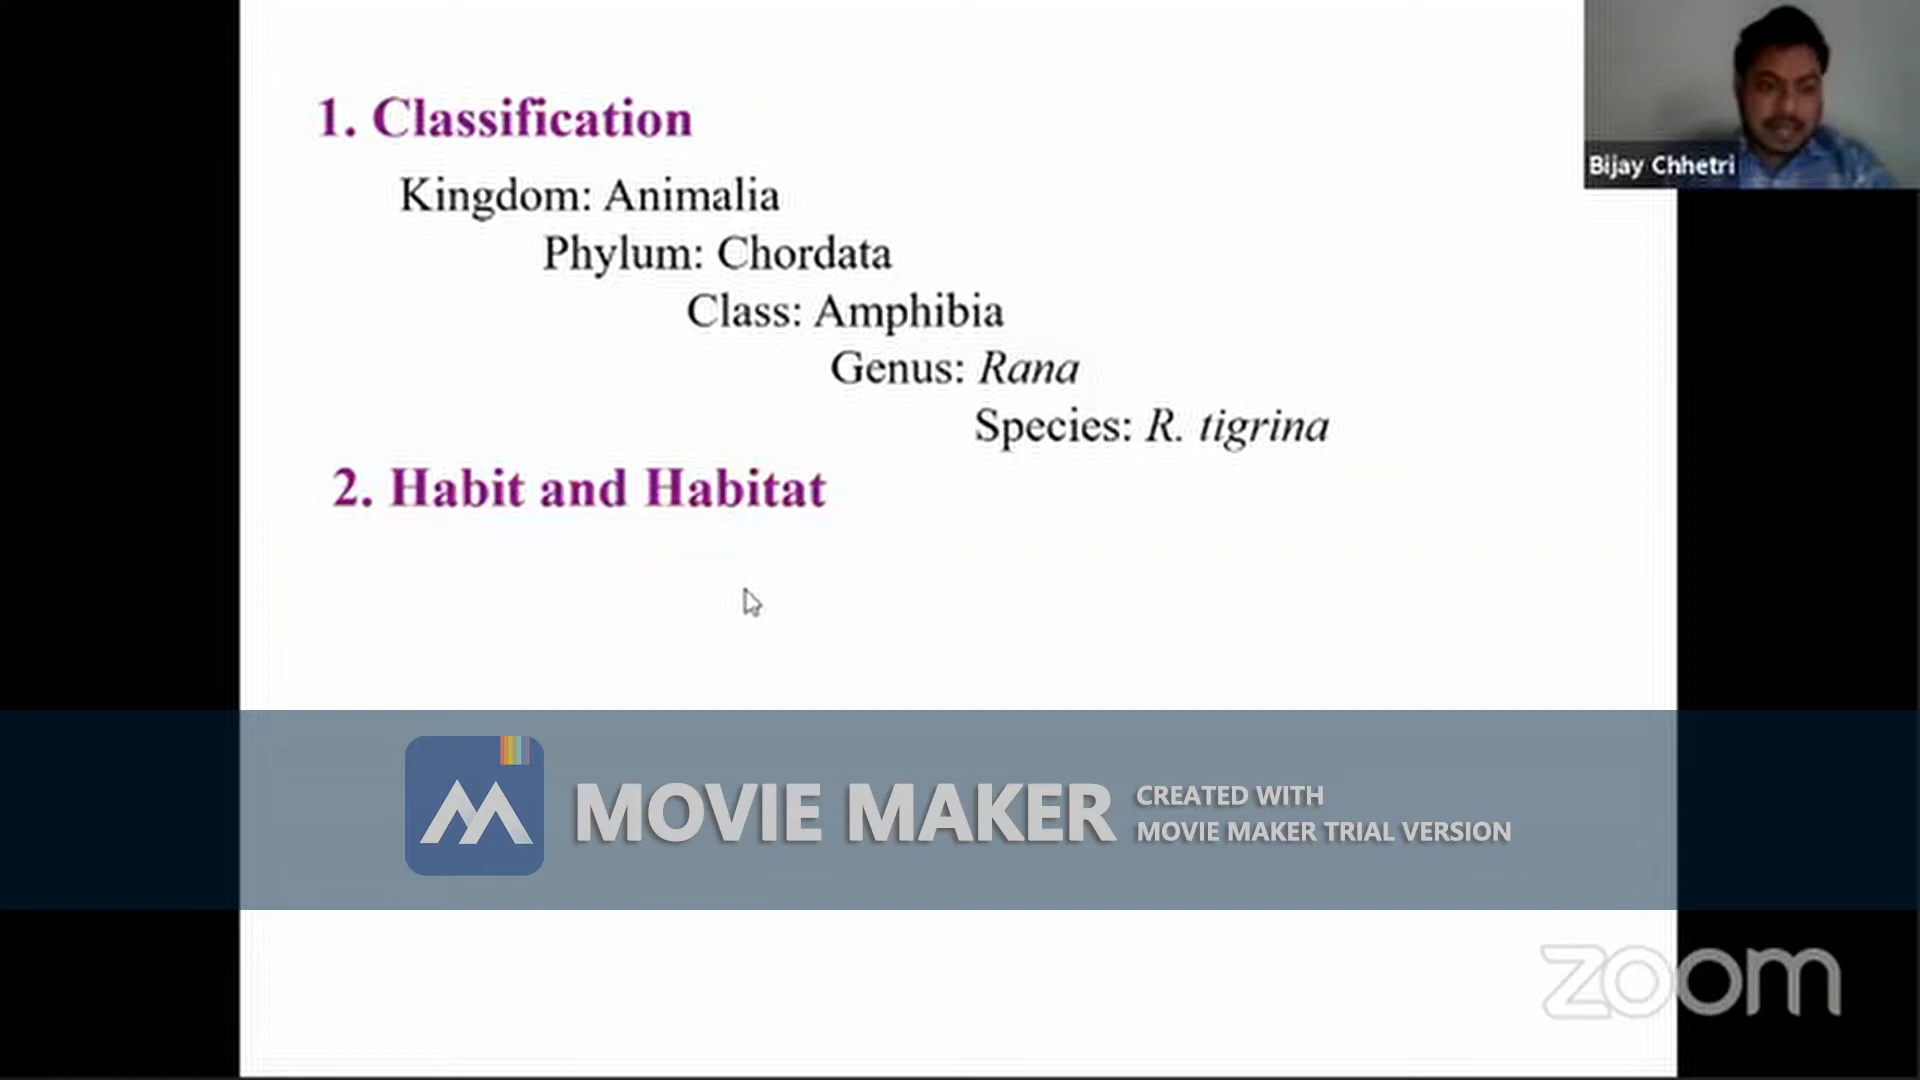 1. Classification
Kingdom: Animalia
Phylum: Chordata
Class: Amphibia
Genus: Rana
Species: R. tigrina
2. Habit and Habitat
Bijay Chhetri
MOVIE MAKER
CREATED WITH
MOVIE MAKER TRIAL VERSION
zoom